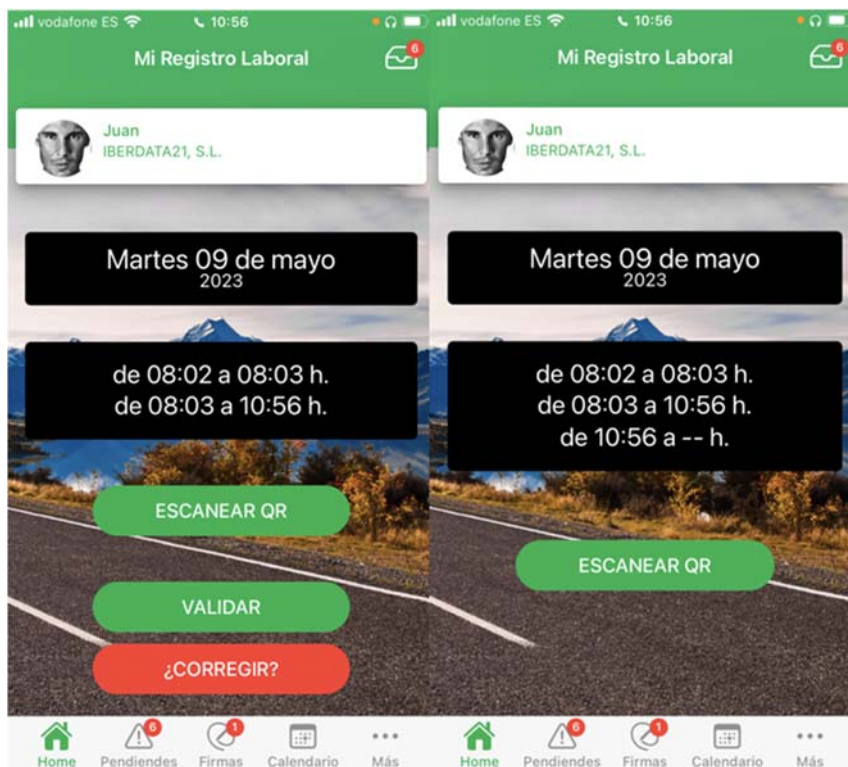 vodafone ES 10:56
Mi Registro Laboral
6
Juan
IBERDATA21, S.L.
Martes 09 de mayo
2023
de 08:02 a 08:03 h.
de 08:03 a 10:56 h.
ESCANEAR QR
VALIDAR
¿CORREGIR?
6
1
Home Pendiendes Firmas Calendario Más
vodafone ES 10:56
Mi Registro Laboral
6
Juan
IBERDATA21, S.L.
Martes 09 de mayo
2023
de 08:02 a 08:03 h.
de 08:03 a 10:56 h.
de 10:56 a -- h.
ESCANEAR QR
6
1
Home Pendiendes Firmas Calendario Más